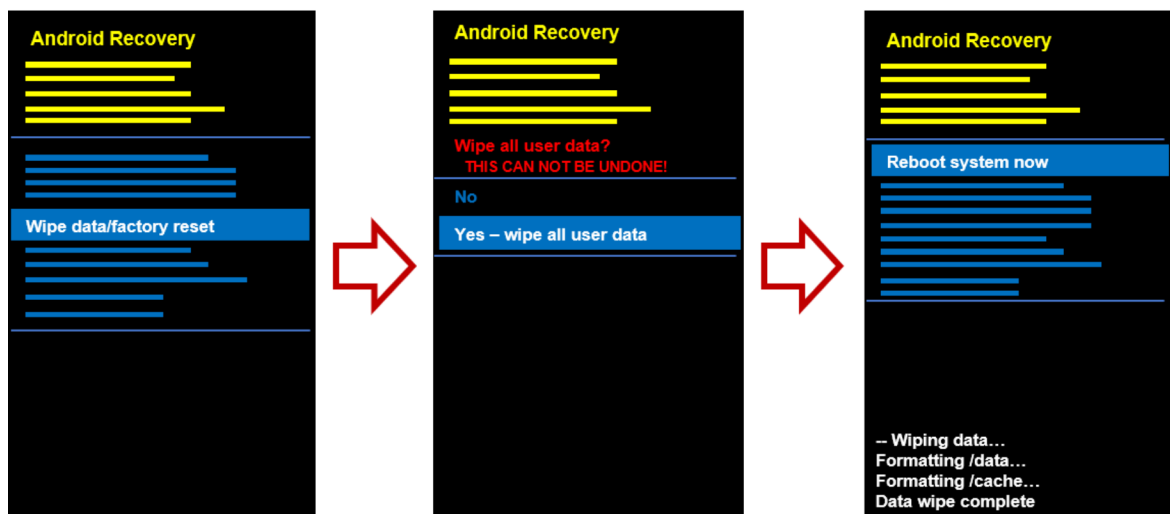 Android Recovery
Wipe data/factory reset
Android Recovery
Wipe all user data?
THIS CAN NOT BE UNDONE!
No
Yes – wipe all user data
Android Recovery
Reboot system now
-- Wiping data…
Formatting /data…
Formatting /cache…
Data wipe complete